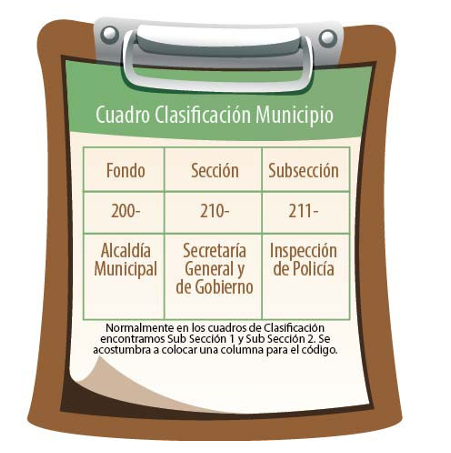 Cuadro Clasificación Municipio
Fondo Sección Subsección
200- 210- 211-
Alcaldía Municipal Secretaría General y de Gobierno Inspección de Policía
Normalmente en los cuadros de Clasificación
encontramos Sub Sección 1 y Sub Sección 2. Se
acostumbra a colocar una columna para el código.